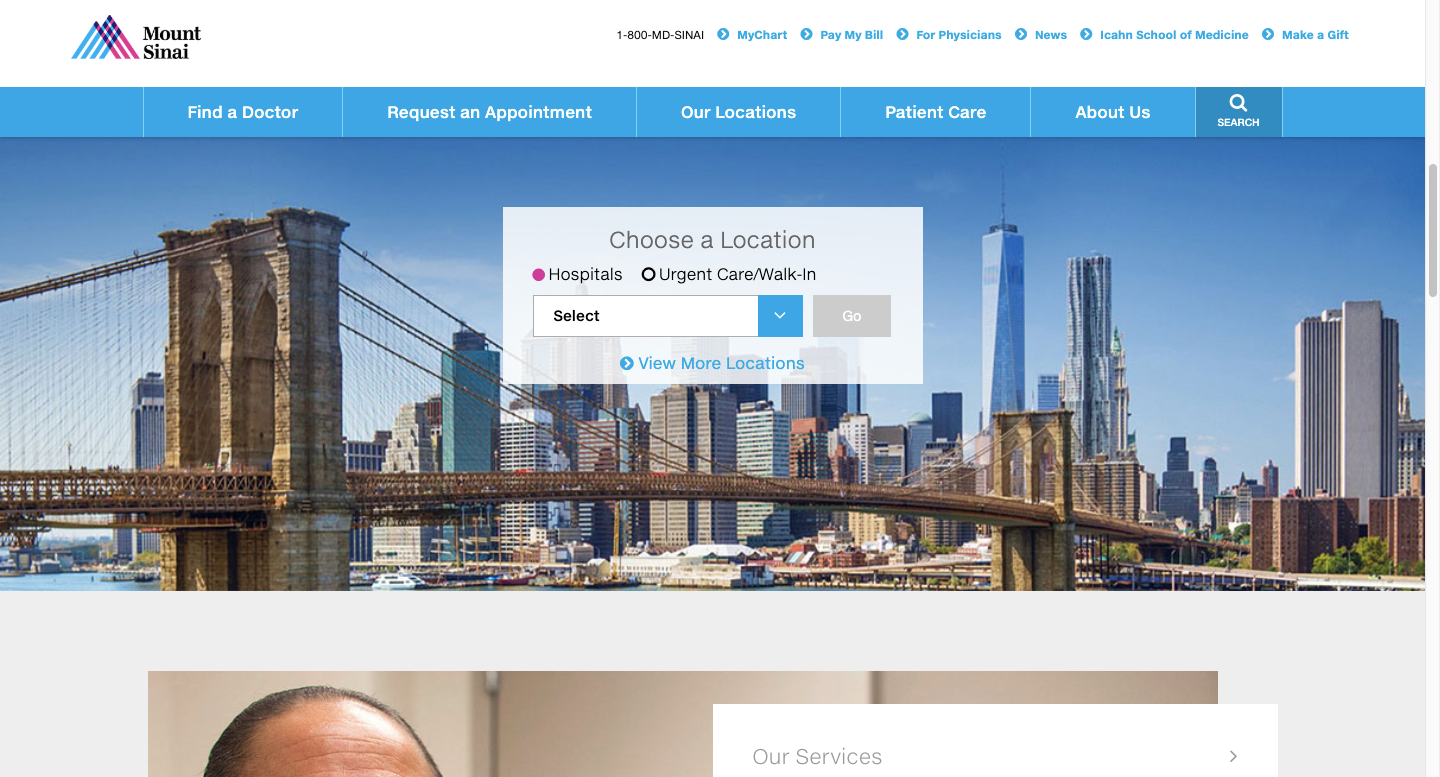 Mount
Sinai
1-800-MD-SINAI MyChart Pay My Bill For Physicians News Icahn School of Medicine Make a Gift
Find a Doctor Request an Appointment Our Locations Patient Care About Us SEARCH
Choose a Location
Hospitals Urgent Care/Walk-In
Select Go
View More Locations
Our Services